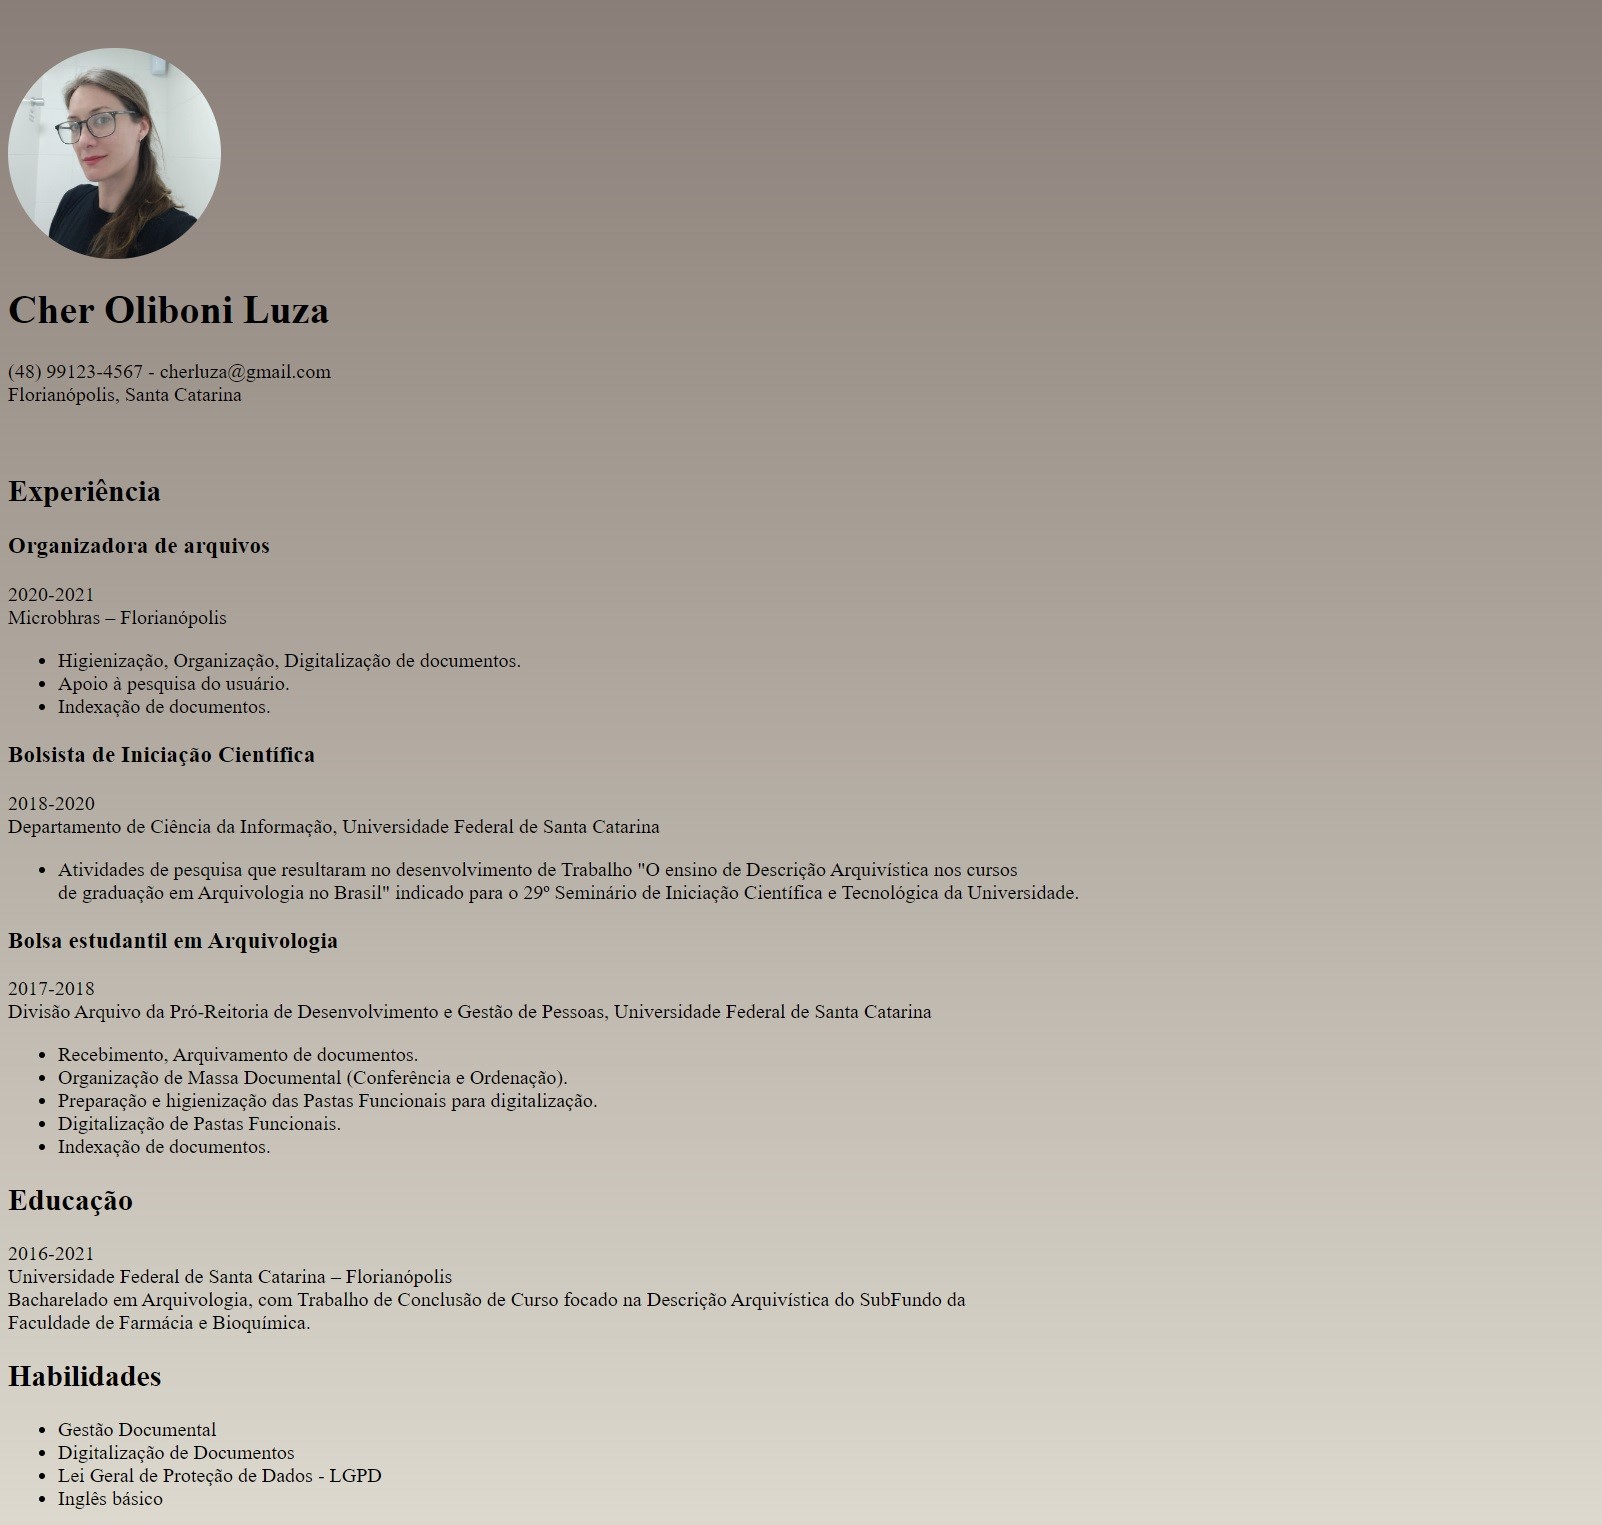 Cher Oliboni Luza
(48) 99123-4567 - cherluza@gmail.com
Florianópolis, Santa Catarina
Experiência
Organizadora de arquivos
2020-2021
Microbhras – Florianópolis
• Higienização, Organização, Digitalização de documentos.
• Apoio à pesquisa do usuário.
• Indexação de documentos.
Bolsista de Iniciação Científica
2018-2020
Departamento de Ciência da Informação, Universidade Federal de Santa Catarina
• Atividades de pesquisa que resultaram no desenvolvimento de Trabalho "O ensino de Descrição Arquivística nos cursos
de graduação em Arquivologia no Brasil" indicado para o 29º Seminário de Iniciação Científica e Tecnológica da Universidade.
Bolsa estudantil em Arquivologia
2017-2018
Divisão Arquivo da Pró-Reitoria de Desenvolvimento e Gestão de Pessoas, Universidade Federal de Santa Catarina
• Recebimento, Arquivamento de documentos.
• Organização de Massa Documental (Conferência e Ordenação).
• Preparação e higienização das Pastas Funcionais para digitalização.
• Digitalização de Pastas Funcionais.
• Indexação de documentos.
Educação
2016-2021
Universidade Federal de Santa Catarina – Florianópolis
Bacharelado em Arquivologia, com Trabalho de Conclusão de Curso focado na Descrição Arquivística do SubFundo da
Faculdade de Farmácia e Bioquímica.
Habilidades
• Gestão Documental
• Digitalização de Documentos
• Lei Geral de Proteção de Dados - LGPD
• Inglês básico